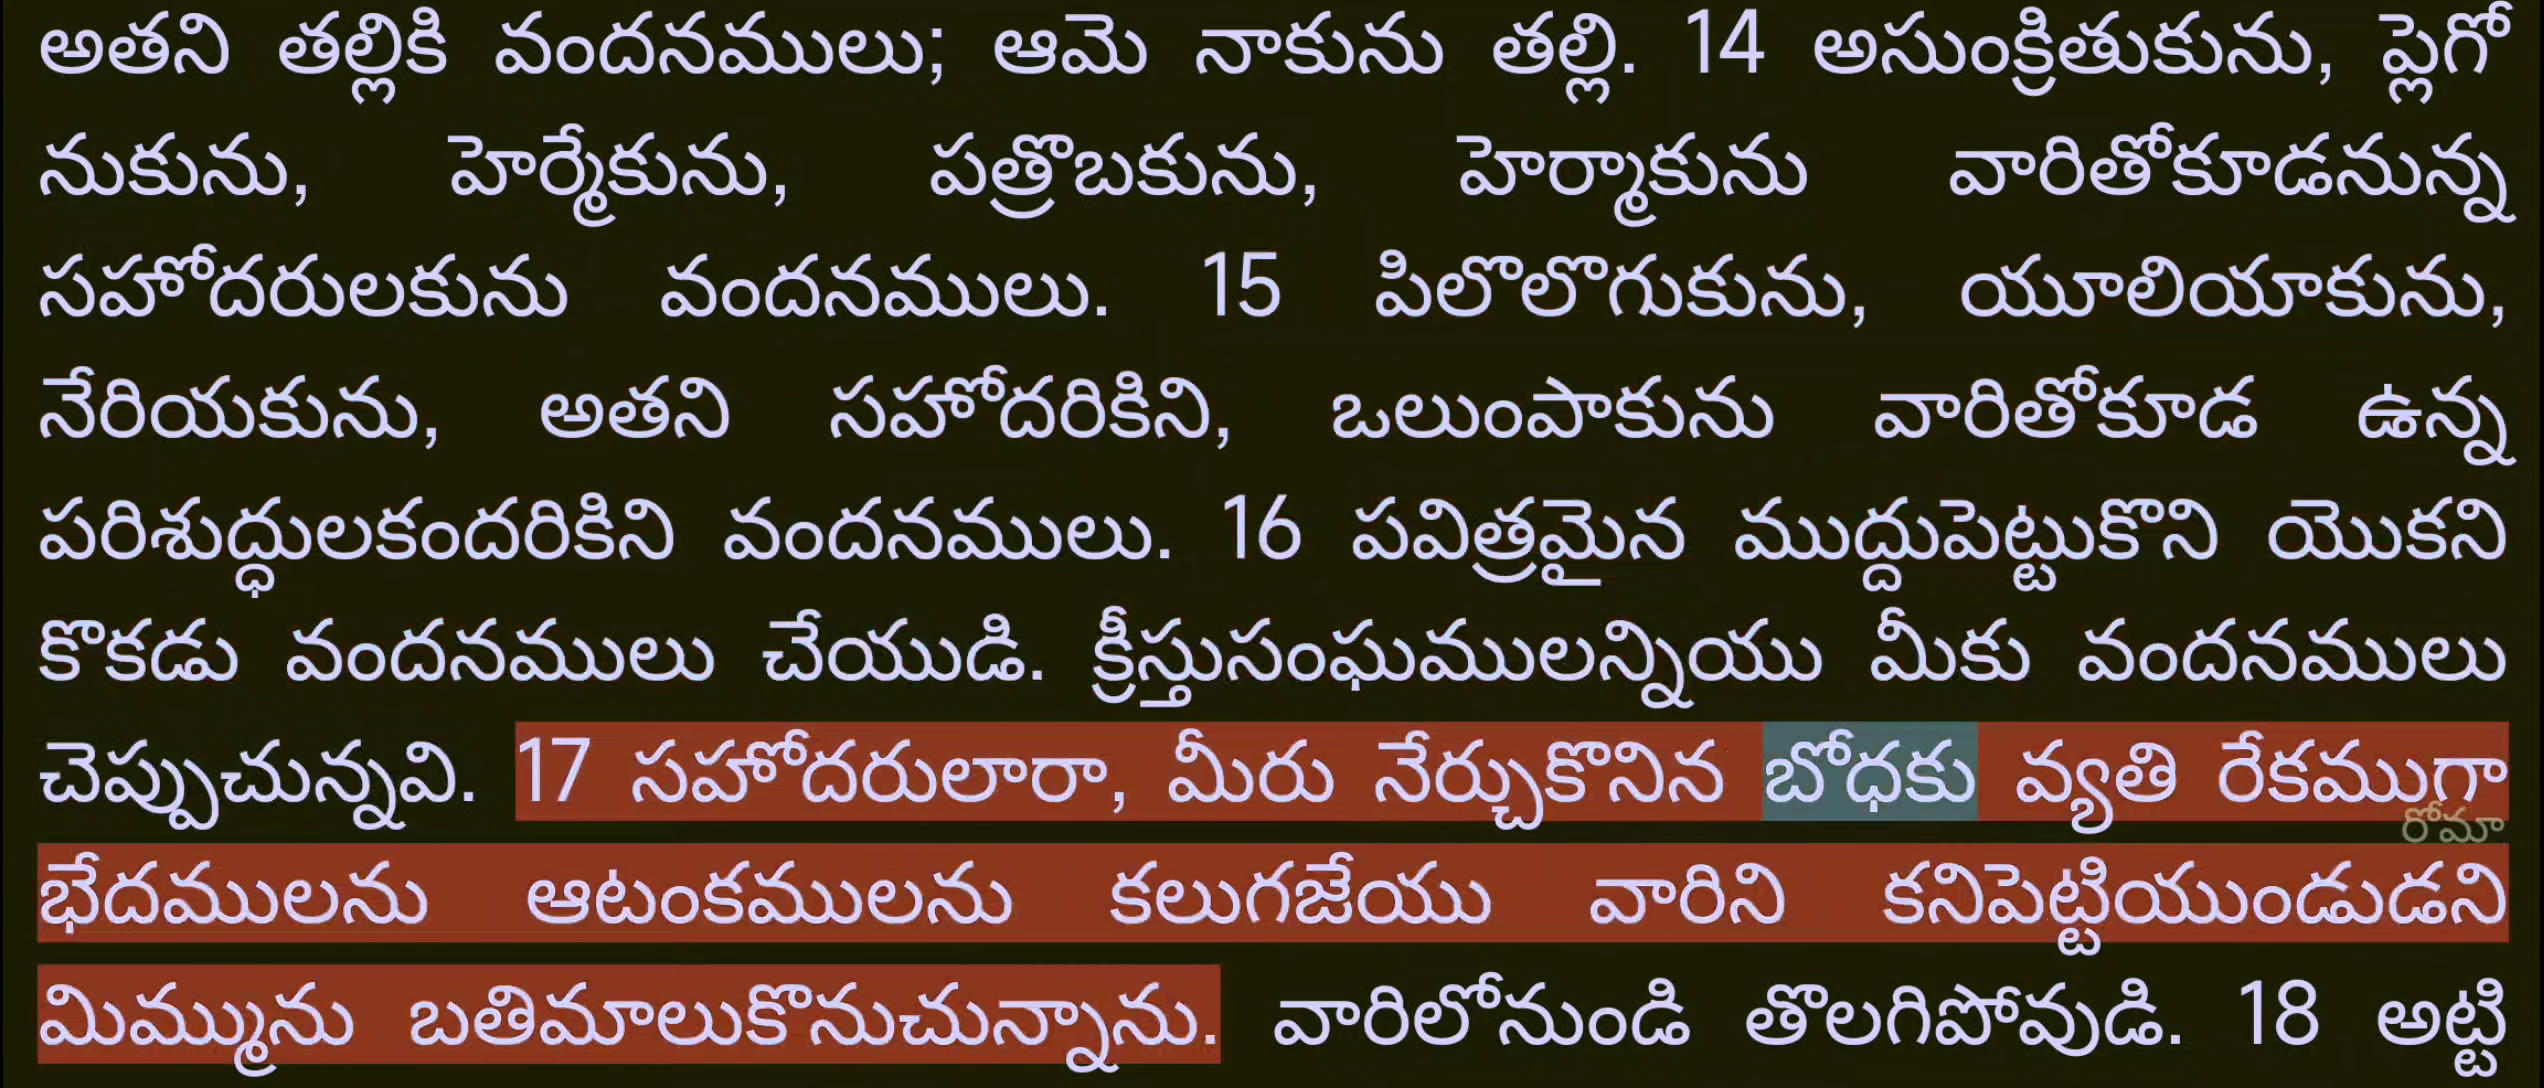 అతని తల్లికి వందనములు; ఆమె నాకును తల్లి. 14 అసుంక్రితుకును, ప్లెగో
నుకును, హెర్మేకును, పత్రొబకును, హెర్మాకును వారితోకూడనున్న
సహోదరులకును వందనములు. 15 పిలొలొగుకును, యూలియాకును,
నేరియకును, అతని సహోదరికిని, ఒలుంపాకును వారితోకూడ ఉన్న
పరిశుద్ధులకందరికిని వందనములు. 16 పవిత్రమైన ముద్దుపెట్టుకొని యొకని
కొకడు వందనములు చేయుడి. క్రీస్తుసంఘములన్నియు మీకు వందనములు
చెప్పుచున్నవి. 17 సహోదరులారా, మీరు నేర్చుకొనిన బోధకు వ్యతి రేకముగా
రోమా
భేదములను ఆటంకములను కలుగజేయు వారిని కనిపెట్టియుండుడని
మిమ్మును బతిమాలుకొనుచున్నాను. వారిలోనుండి తొలగిపోవుడి. 18 అట్టి